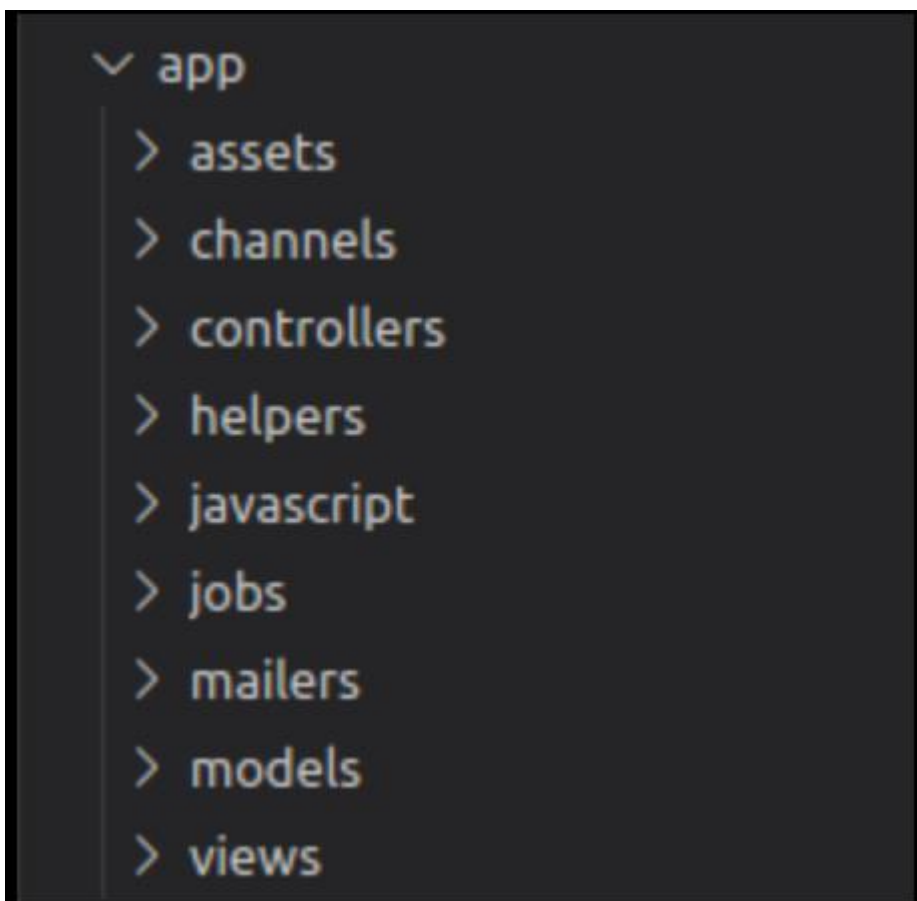 app
assets
channels
controllers
helpers
javascript
jobs
mailers
models
views